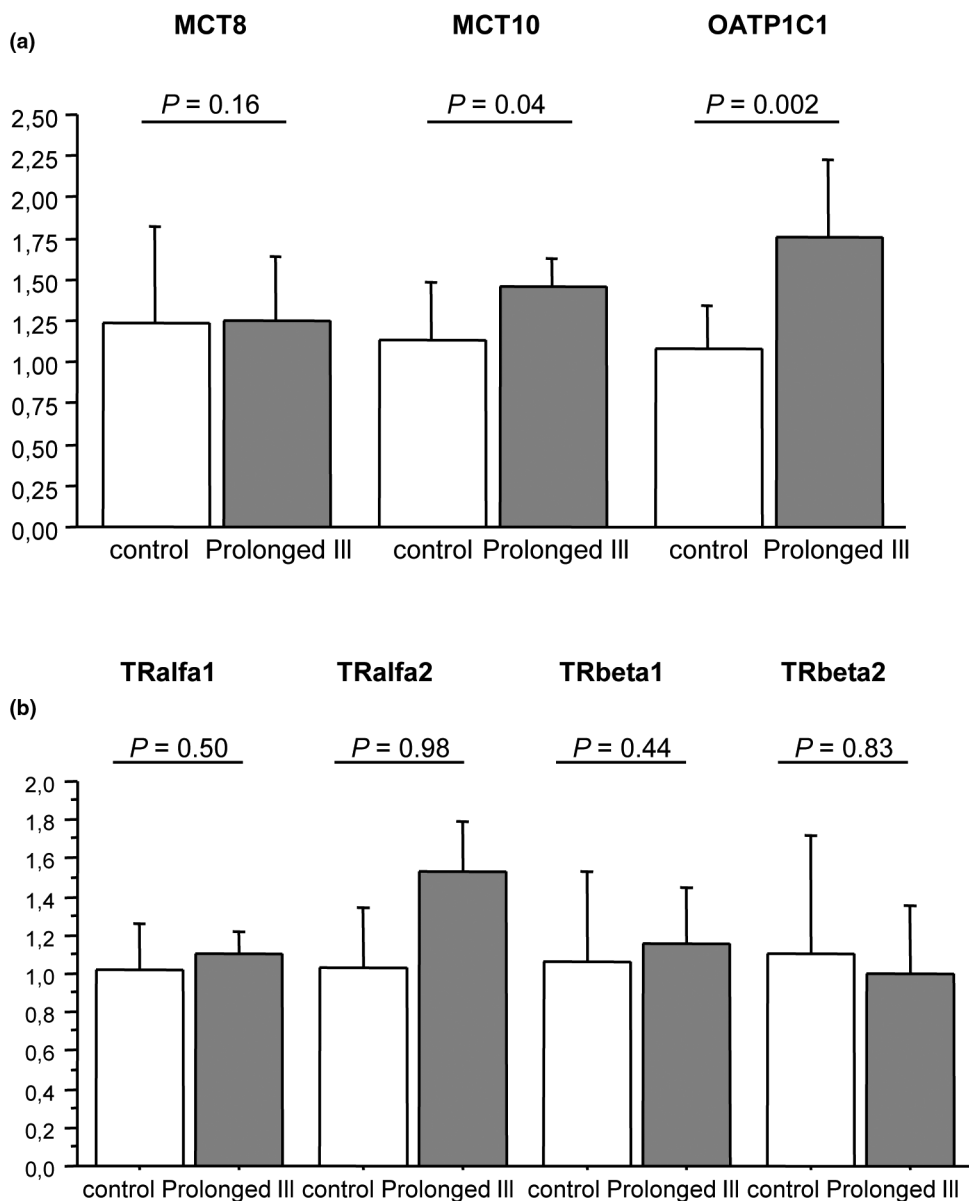 (a)
MCT8 MCT10 OATP1C1
P = 0.16 P = 0.04 P = 0.002
2,50
2,25
2,00
1,75
1,50
1,25
1,00
0,75
0,50
0,25
0,00
control Prolonged Ill control Prolonged Ill control Prolonged Ill
TRalfa1 TRalfa2 TRbeta1 TRbeta2
(b)
P = 0.50 P = 0.98 P = 0.44 P = 0.83
2,0
1,8
1,6
1,4
1,2
1,0
0,8
0,6
0,4
0,2
0,0
control Prolonged Ill control Prolonged Ill control Prolonged Ill control Prolonged Ill